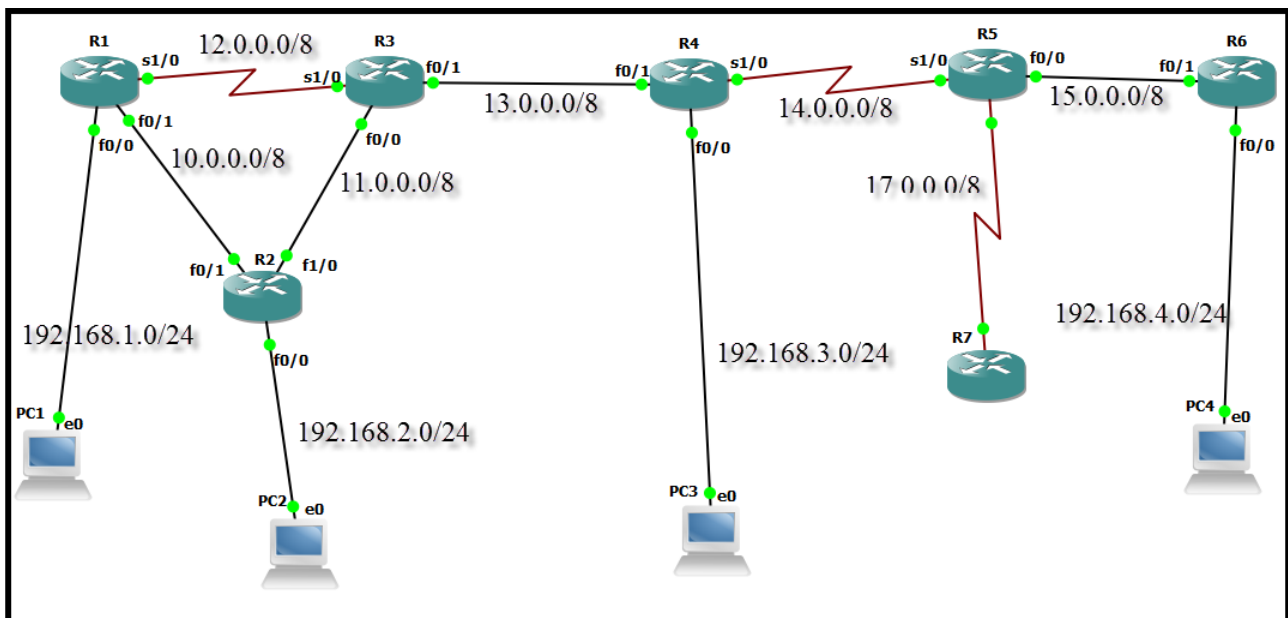 R1
s1/0
12.0.0.0/8
s1/0
R3
f0/1
13.0.0.0/8
f0/1
R4
s1/0
14.0.0.0/8
s1/0
R5
f0/0
15.0.0.0/8
f0/1
R6
f0/0
f0/1
10.0.0.0/8
11.0.0.0/8
f0/0
f0/0
17.0.0.0/8
f0/0
f0/1
R2
f1/0
f0/0
192.168.1.0/24
192.168.2.0/24
192.168.3.0/24
R7
192.168.4.0/24
PC1
e0
PC2
e0
PC3
e0
PC4
e0